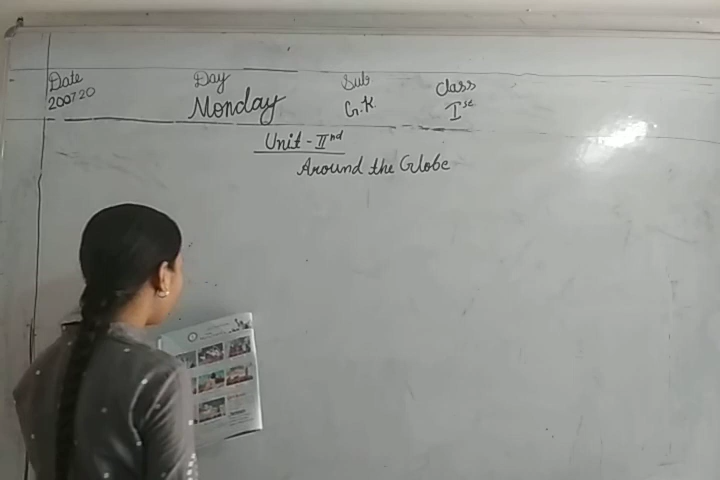 Date Day Sub Class
200720 Monday G.K. Ist
Unit - IInd
Around the Globe